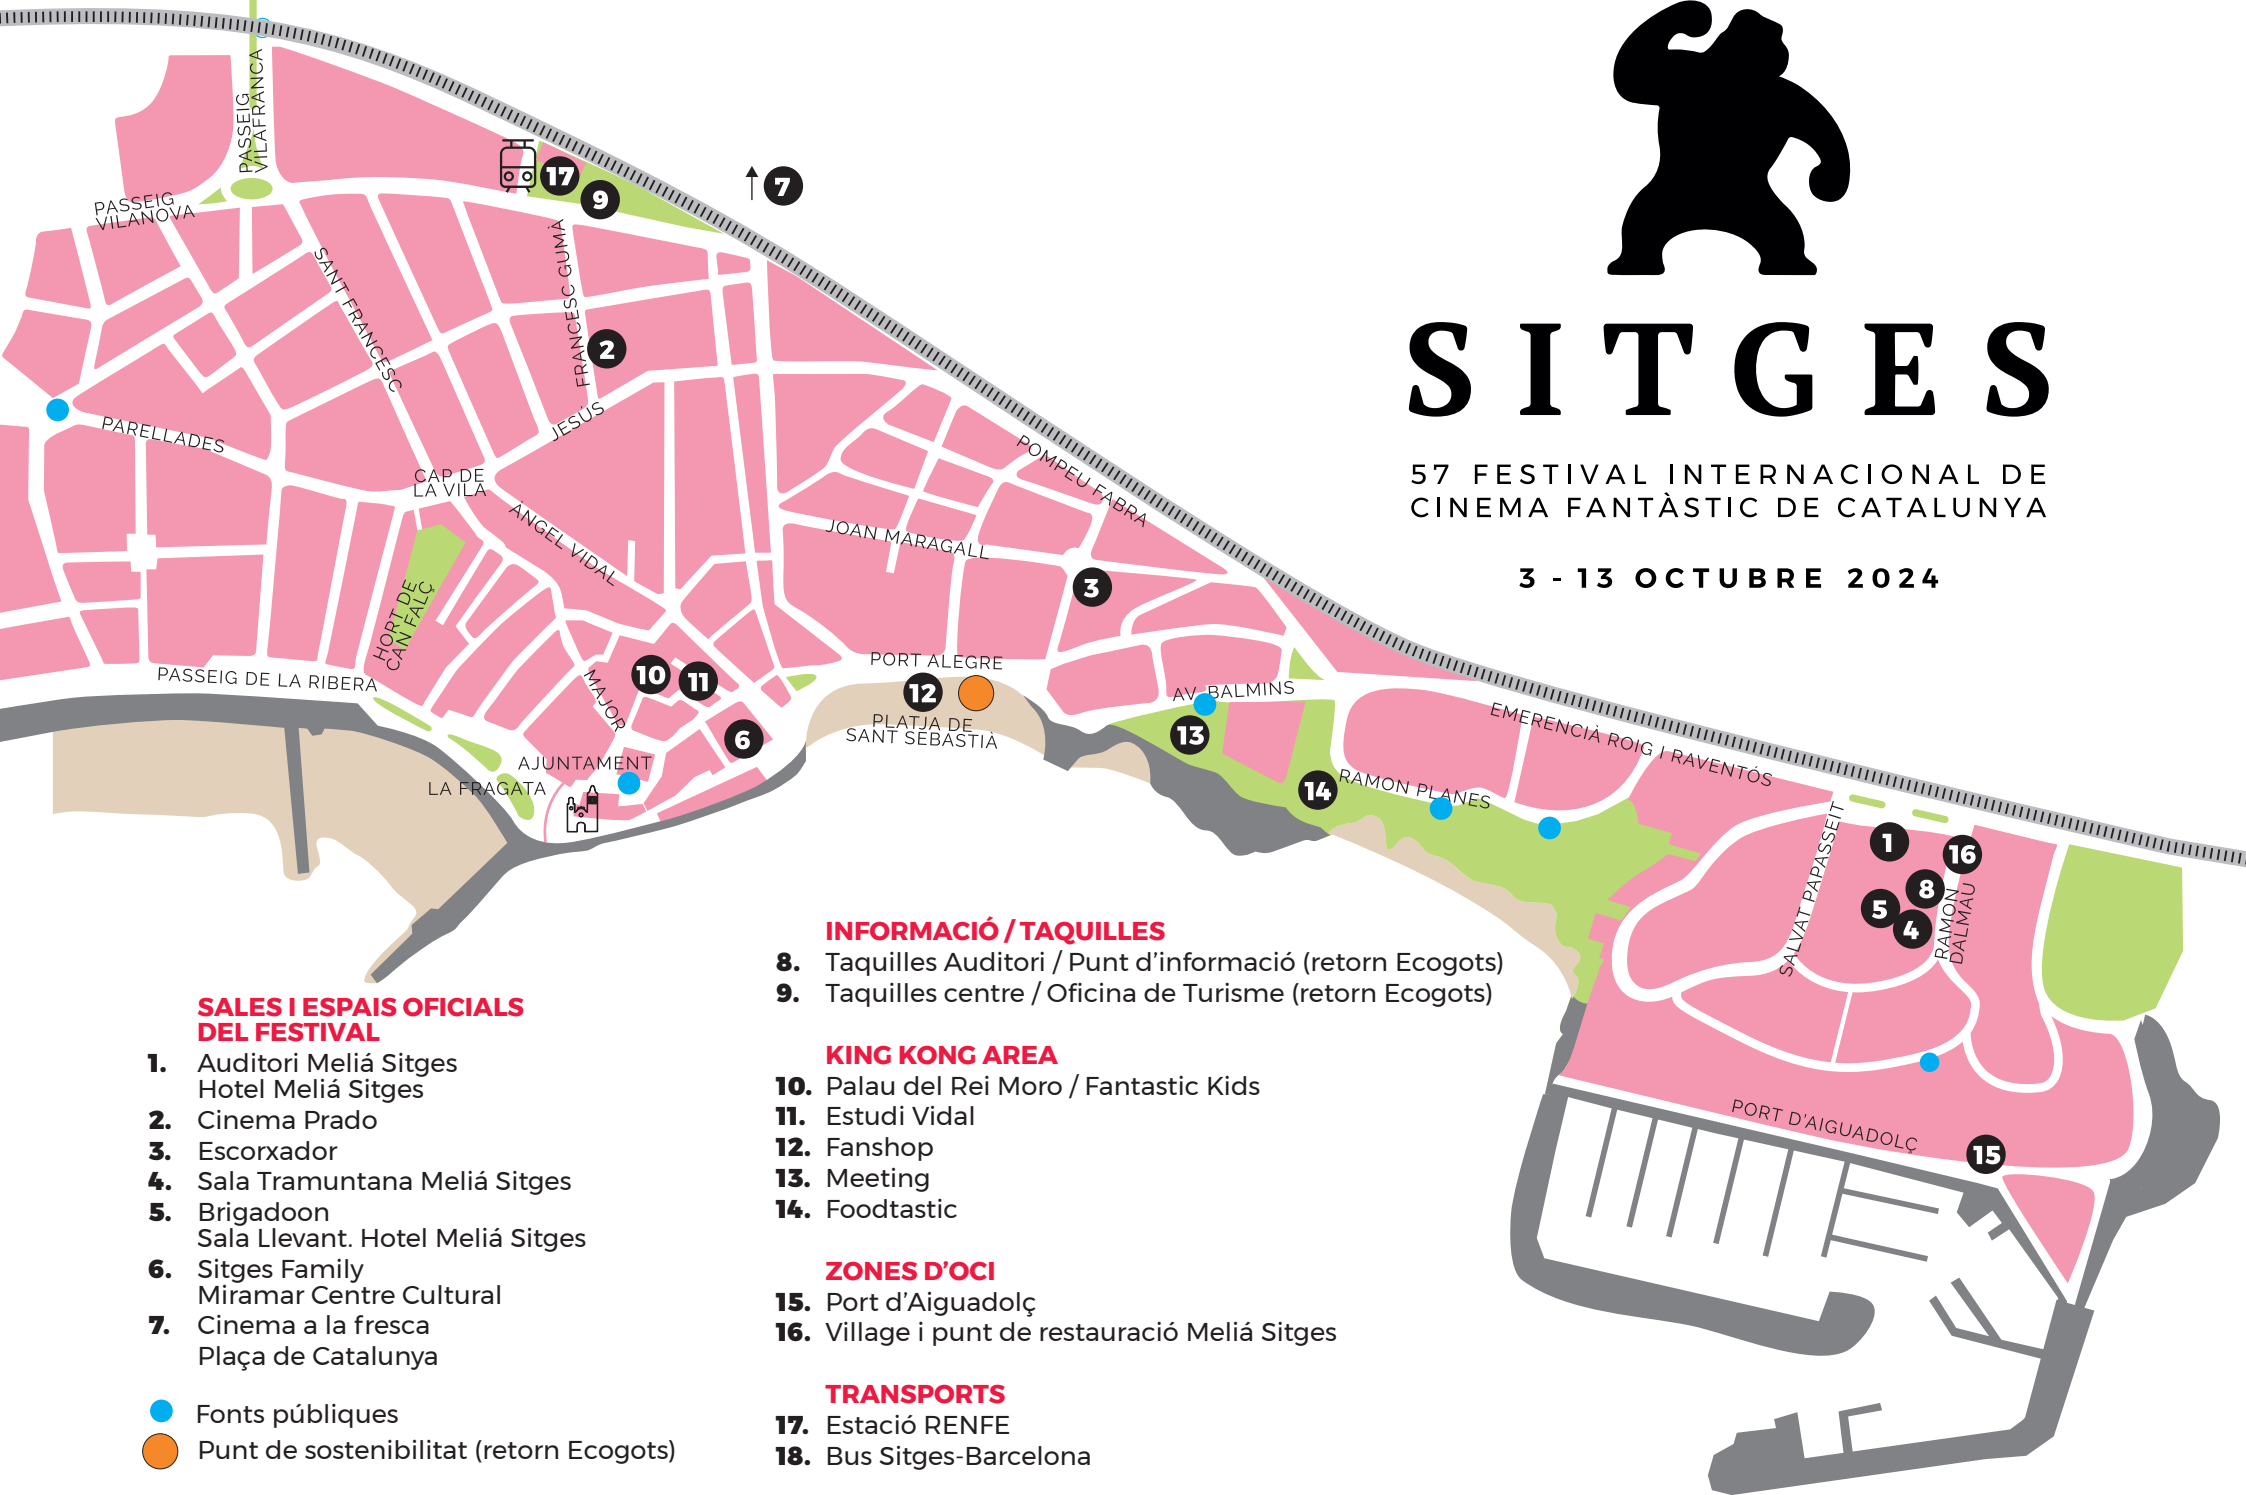 PASSEIG
VILAFRANCA
PASSEIG
VILANOVA
17
9
7
SANT FRANCESC
FRANCESC GUMÀ
2
JESÚS
PARELLADES
CAP DE
LA VILA
ÀNGEL VIDAL
HORT DE
CAN FALÇ
PASSEIG DE LA RIBERA
MAJOR
10
11
6
AJUNTAMENT
LA FRAGATA
POMPEU FABRA
JOAN MARAGALL
3
PORT ALEGRE
12
PLATJA DE
SANT SEBASTIÀ
AV. BALMINS
13
14
RAMON PLANES
EMERENCIÀ ROIG I RAVENTÓS
SALVAT PAPASSEIT
1
16
8
5
4
RAMON
DALMAU
PORT D'AIGUADOLÇ
15
SITGES
57 FESTIVAL INTERNACIONAL DE
CINEMA FANTÀSTIC DE CATALUNYA
3 - 13 OCTUBRE 2024
SALES I ESPAIS OFICIALS
DEL FESTIVAL
1. Auditori Meliá Sitges
Hotel Meliá Sitges
2. Cinema Prado
3. Escorxador
4. Sala Tramuntana Meliá Sitges
5. Brigadoon
Sala Llevant. Hotel Meliá Sitges
6. Sitges Family
Miramar Centre Cultural
7. Cinema a la fresca
Plaça de Catalunya
Fonts públiques
Punt de sostenibilitat (retorn Ecogots)
INFORMACIÓ / TAQUILLES
8. Taquilles Auditori / Punt d'informació (retorn Ecogots)
9. Taquilles centre / Oficina de Turisme (retorn Ecogots)
KING KONG AREA
10. Palau del Rei Moro / Fantastic Kids
11. Estudi Vidal
12. Fanshop
13. Meeting
14. Foodtastic
ZONES D'OCI
15. Port d'Aiguadolç
16. Village i punt de restauració Meliá Sitges
TRANSPORTS
17. Estació RENFE
18. Bus Sitges-Barcelona